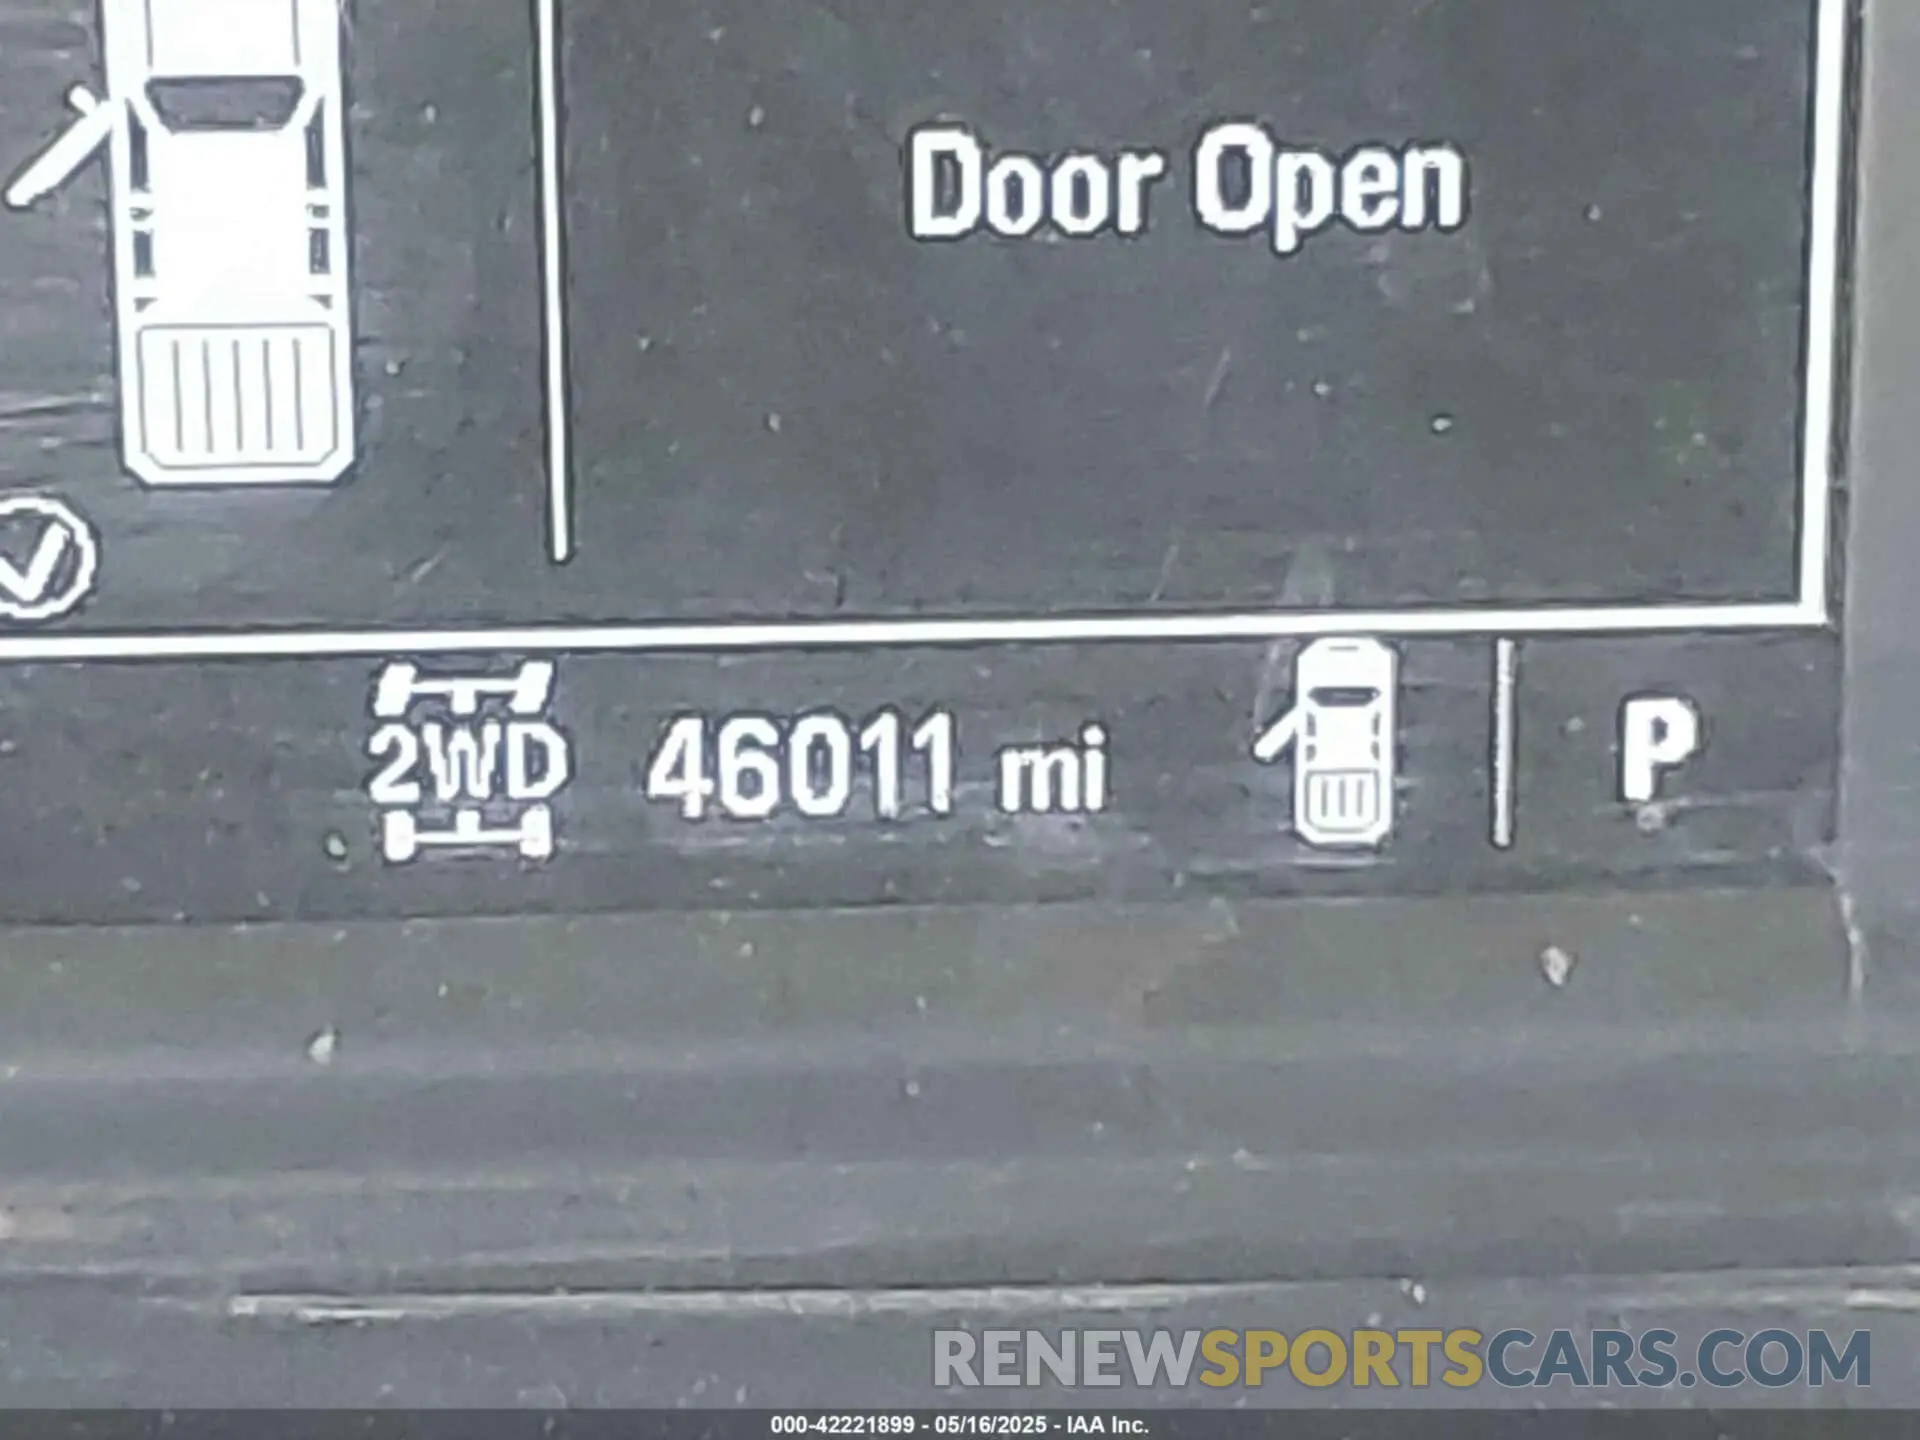 Door Open
2WD 46011 mi P
RENEWSPORTSCARS.COM
000-42221899 - 05/16/2025 - IAA Inc.